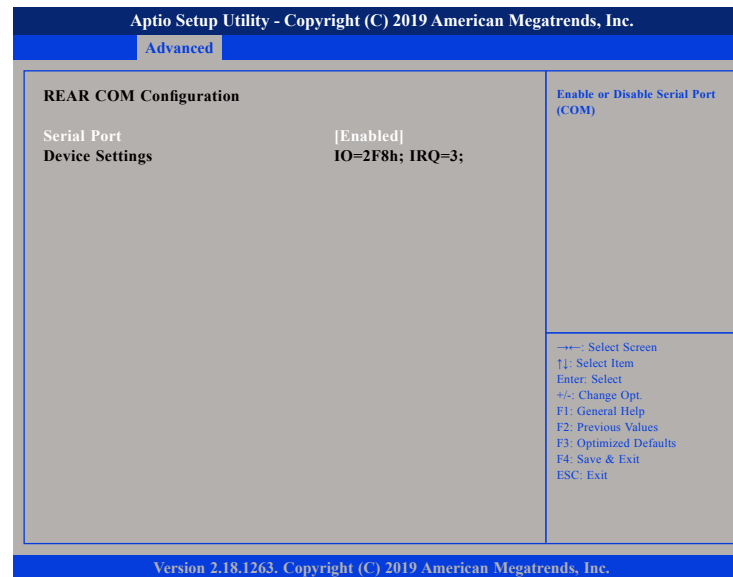 Aptio Setup Utility - Copyright (C) 2019 American Megatrends, Inc.
Advanced
REAR COM Configuration
Serial Port [Enabled]
Device Settings IO=2F8h; IRQ=3;
Enable or Disable Serial Port
(COM)
→←: Select Screen
↑↓: Select Item
Enter: Select
+/-: Change Opt.
F1: General Help
F2: Previous Values
F3: Optimized Defaults
F4: Save & Exit
ESC: Exit
Version 2.18.1263. Copyright (C) 2019 American Megatrends, Inc.